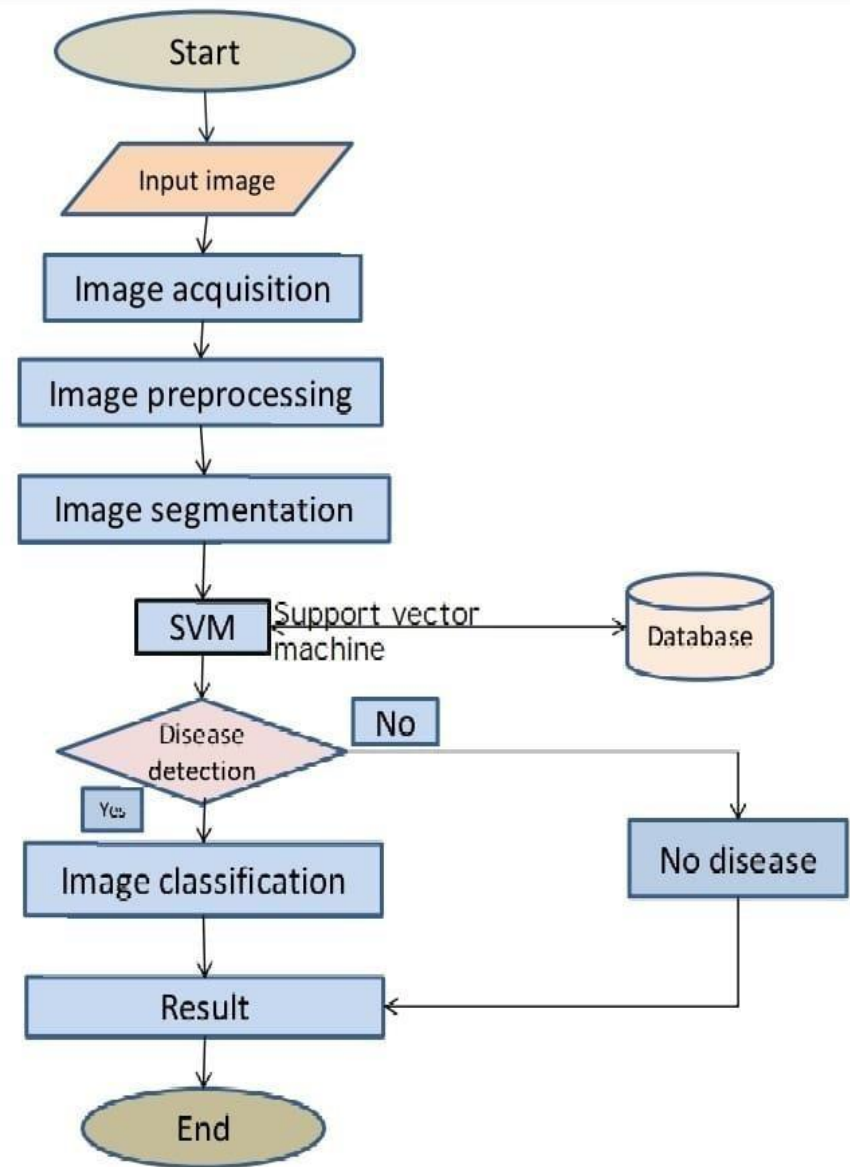 Start
Input image
Image acquisition
Image preprocessing
Image segmentation
SVM
Support vector
machine
Database
Disease
detection
No
Yes
Image classification
No disease
Result
End